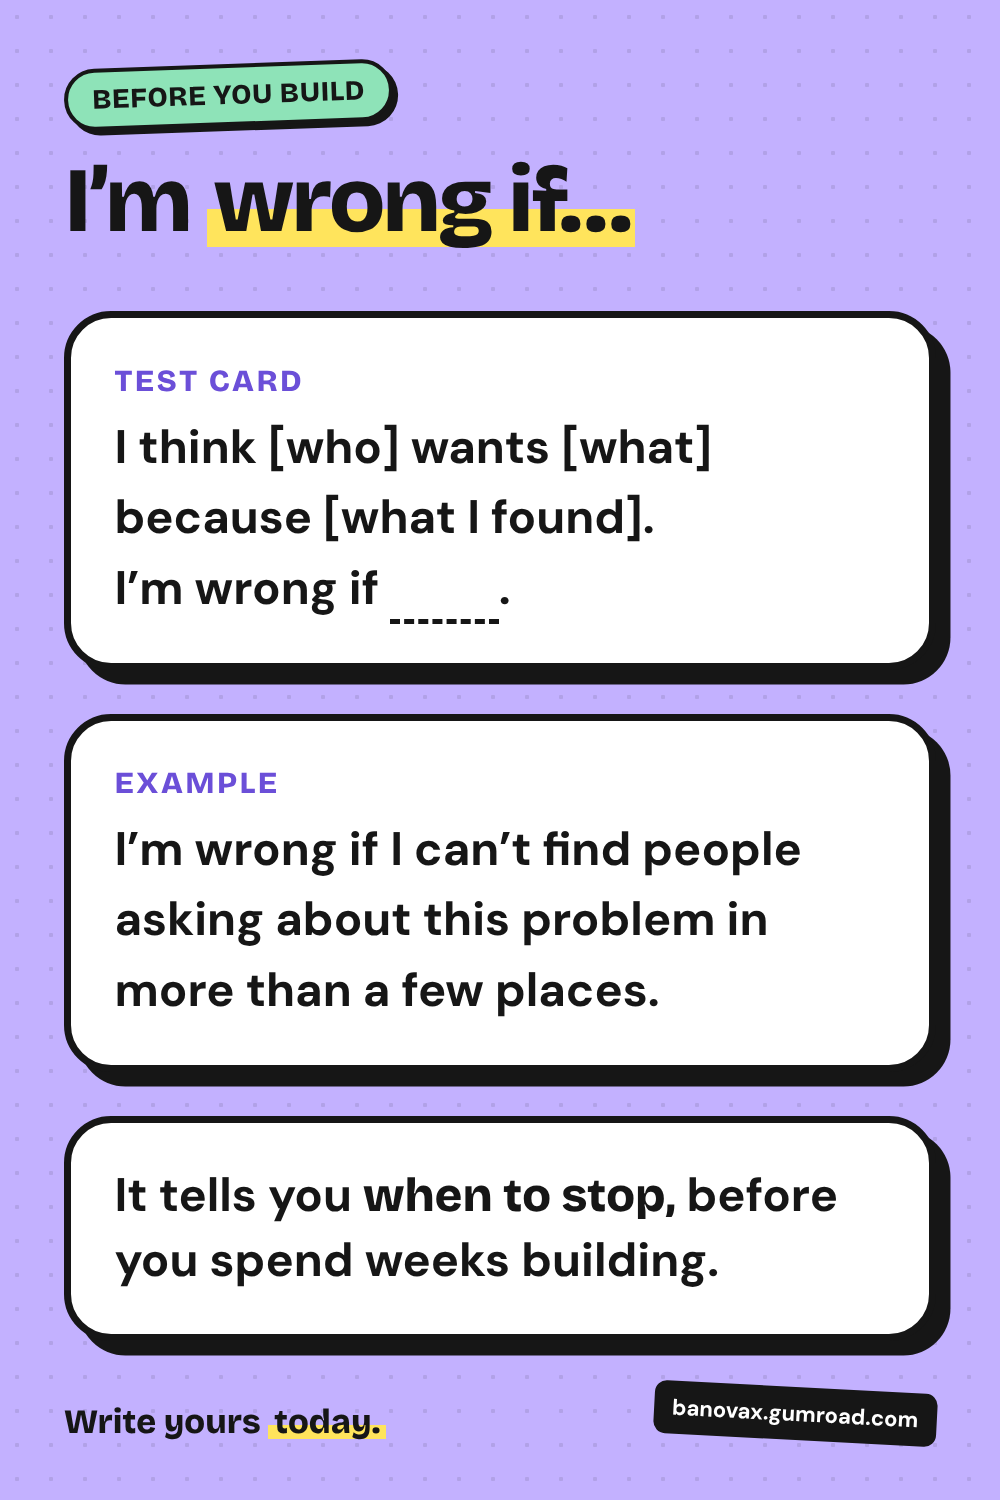 BEFORE YOU BUILD
I’m wrong if...
TEST CARD
I think [who] wants [what]
because [what I found].
I’m wrong if ________.
EXAMPLE
I’m wrong if I can’t find people
asking about this problem in
more than a few places.
It tells you when to stop, before
you spend weeks building.
Write yours today.
banovax.gumroad.com